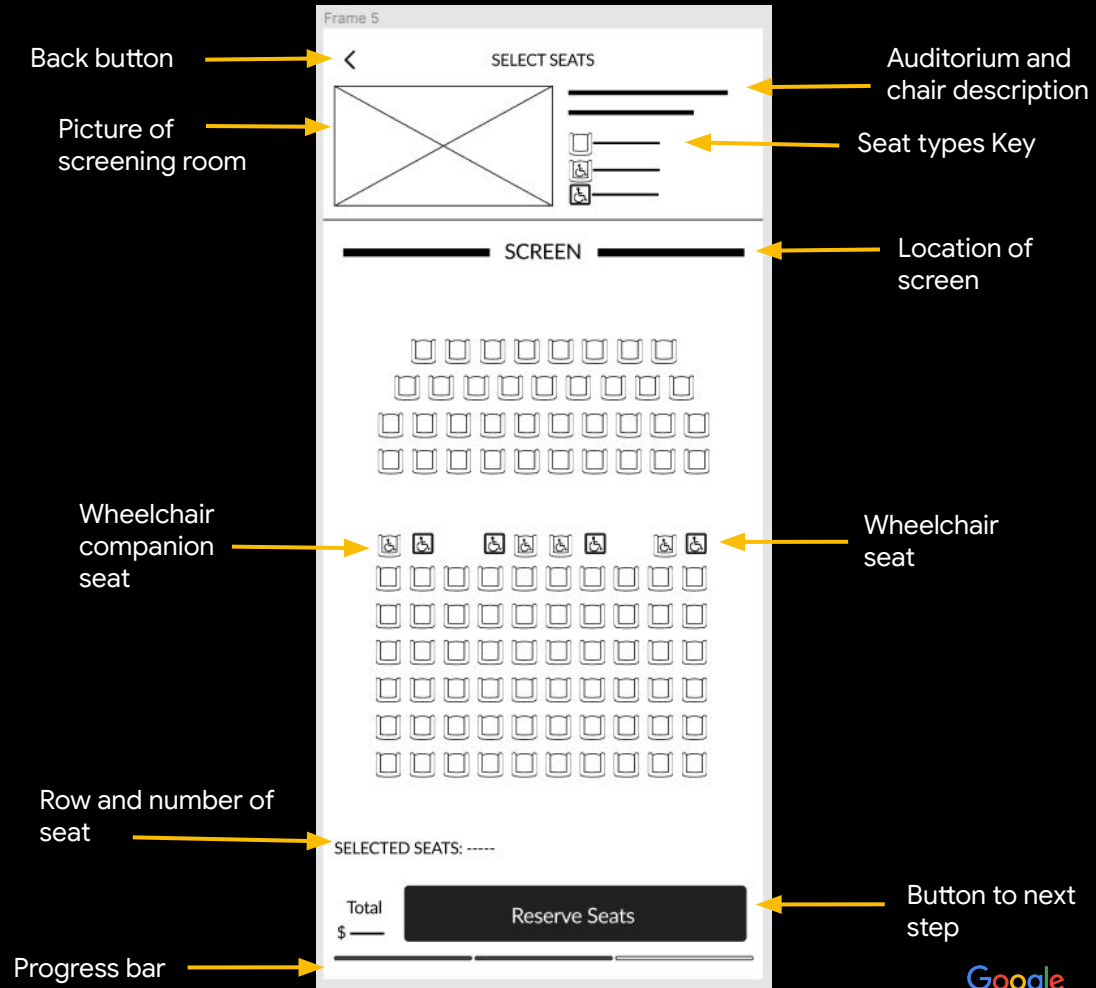 Frame 5
Back button
SELECT SEATS
Auditorium and
chair description
Picture of
screening room
Seat types Key
SCREEN
Location of
screen
Wheelchair
companion
seat
Wheelchair
seat
Row and number of
seat
SELECTED SEATS: -----
Total
$
Reserve Seats
Button to next
step
Progress bar
Google